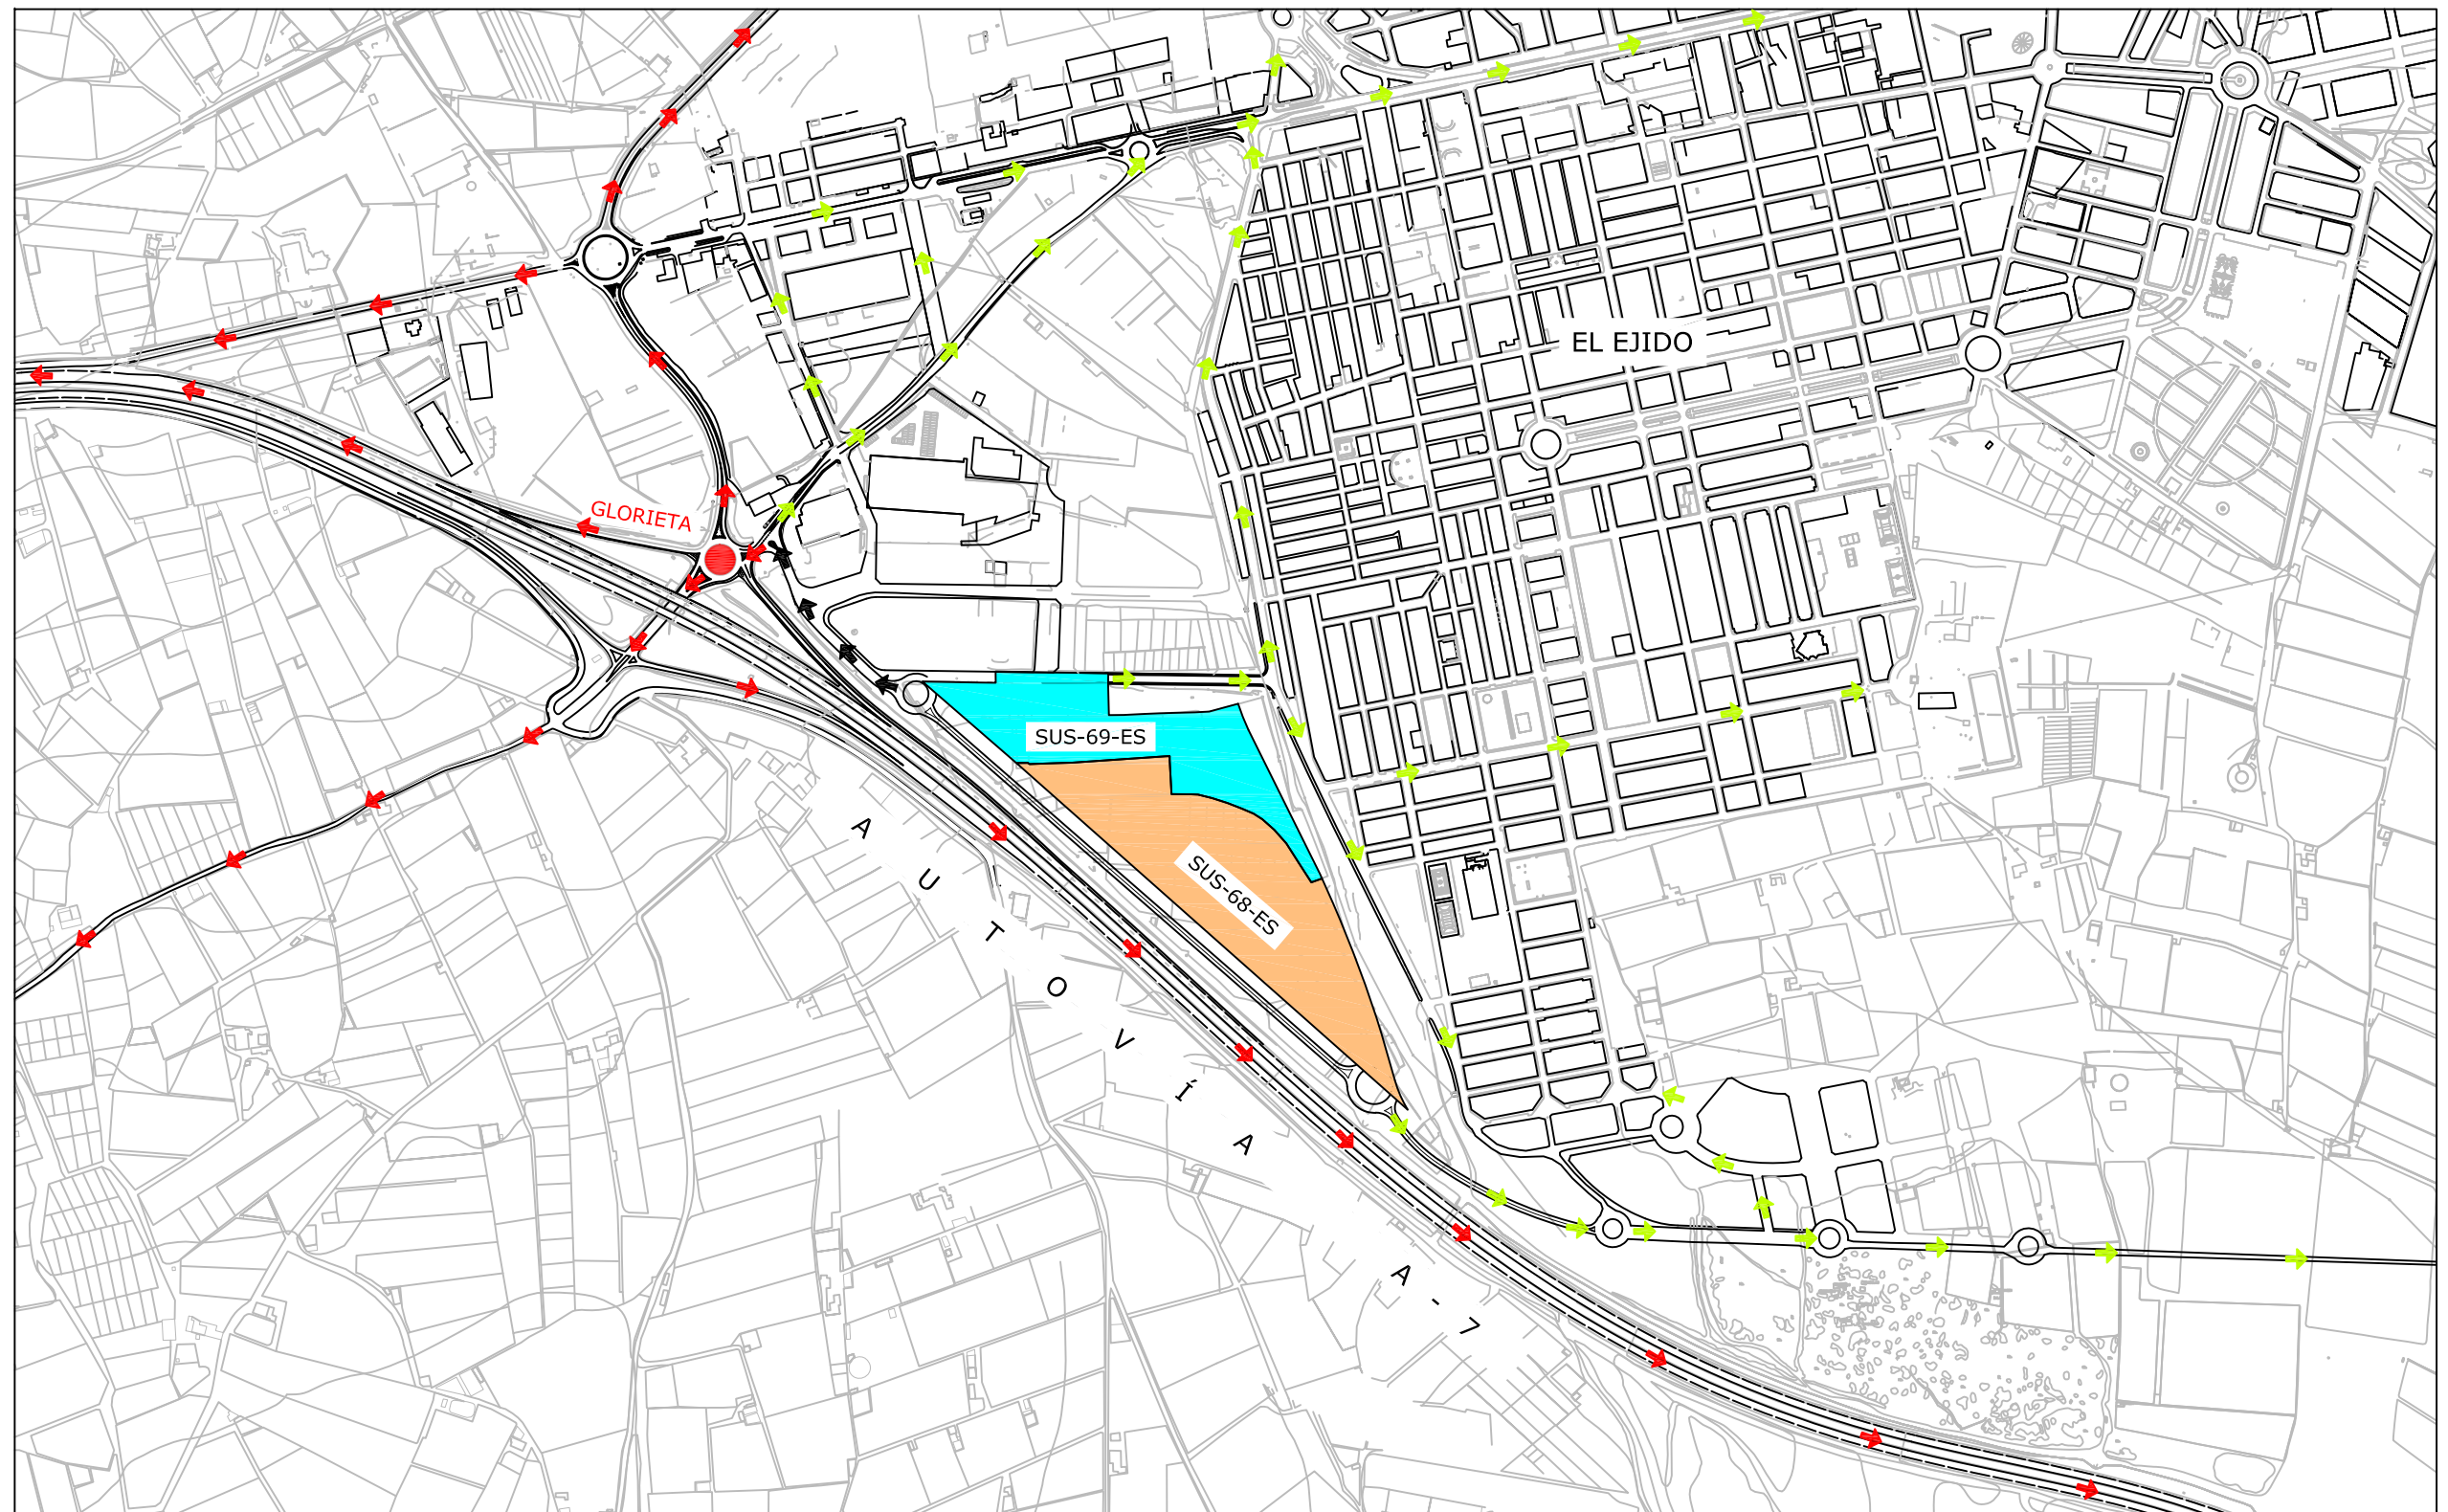 EL EJIDO
GLORIETA
SUS-69-ES
SUS-68-ES
AUTOVÍA A-7